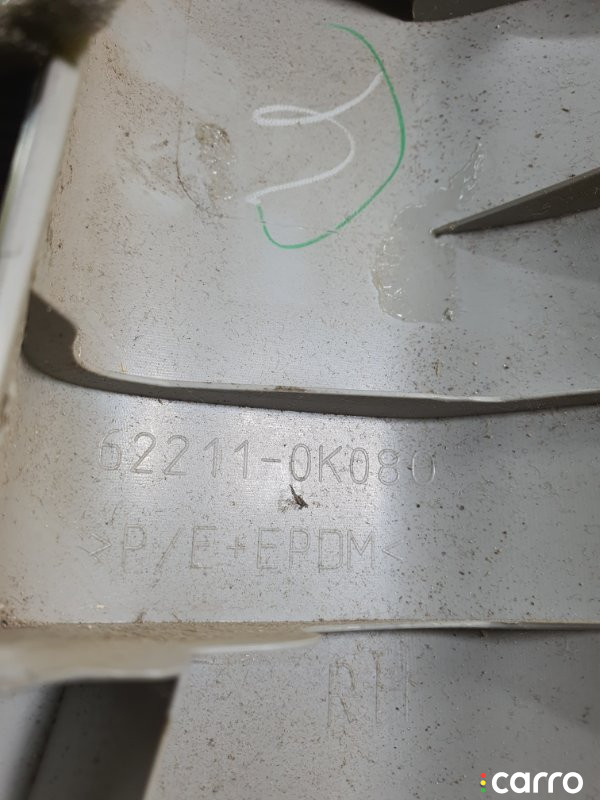 62211-0K080
>P/E+EPDM<
RH
carro